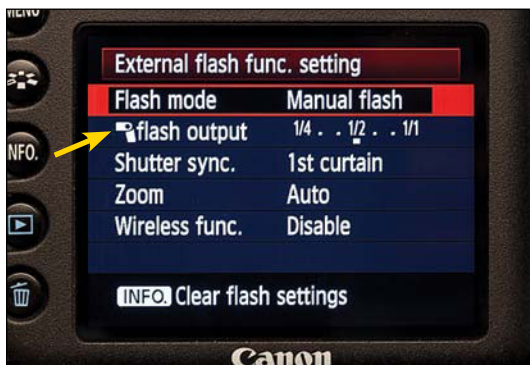 MENU
External flash func. setting
Flash mode Manual flash
flash output 1/4 . . 1/2 . . 1/1
INFO.
Shutter sync. 1st curtain
Zoom Auto
Wireless func. Disable
INFO. Clear flash settings
Canon